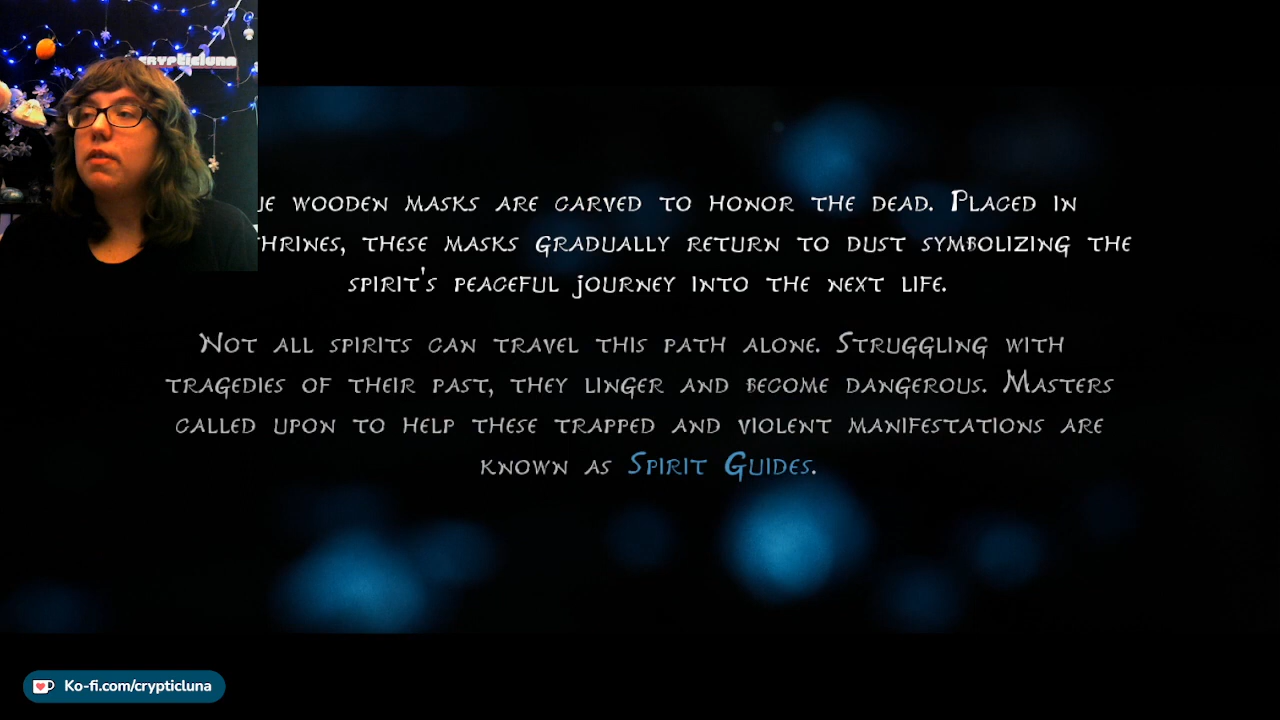 CRYPTICLUNA
WOODEN MASKS ARE CARVED TO HONOR THE DEAD. PLACED IN
THESE MASKS GRADUALLY RETURN TO DUST SYMBOLIZING THE
SPIRIT'S PEACEFUL JOURNEY INTO THE NEXT LIFE.
NOT ALL SPIRITS CAN TRAVEL THIS PATH ALONE. STRUGGLING WITH
TRAGEDIES OF THEIR PAST, THEY LINGER AND BECOME DANGEROUS. MASTERS
CALLED UPON TO HELP THESE TRAPPED AND VIOLENT MANIFESTATIONS ARE
KNOWN AS SPIRIT GUIDES.
Ko-fi.com/crypticluna